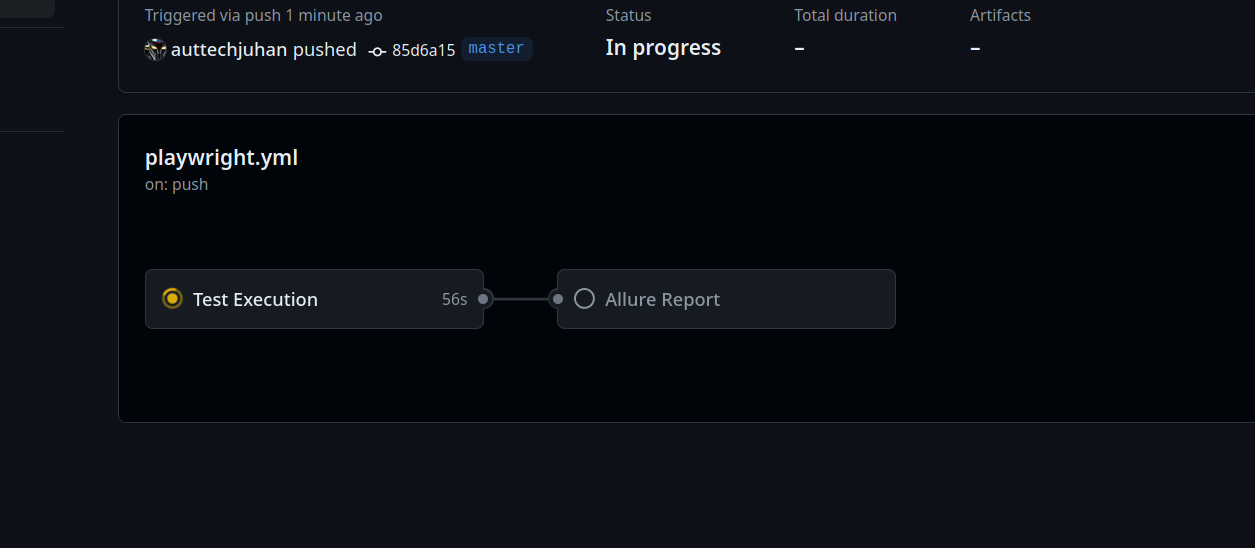 Triggered via push 1 minute ago
auttechjuhan pushed 85d6a15 master
Status
In progress
Total duration
–
Artifacts
–
playwright.yml
on: push
Test Execution 56s
Allure Report